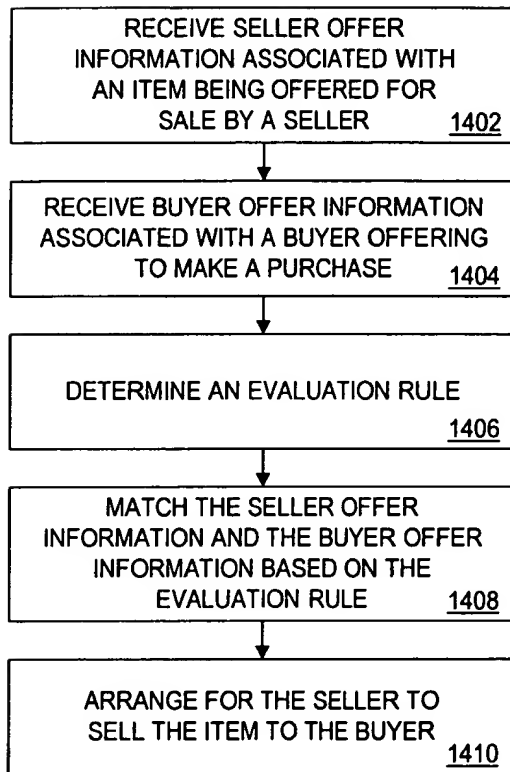 RECEIVE SELLER OFFER
INFORMATION ASSOCIATED WITH
AN ITEM BEING OFFERED FOR
SALE BY A SELLER 1402
RECEIVE BUYER OFFER INFORMATION
ASSOCIATED WITH A BUYER OFFERING
TO MAKE A PURCHASE
1404
DETERMINE AN EVALUATION RULE
1406
MATCH THE SELLER OFFER
INFORMATION AND THE BUYER OFFER
INFORMATION BASED ON THE
EVALUATION RULE 1408
ARRANGE FOR THE SELLER TO
SELL THE ITEM TO THE BUYER
1410